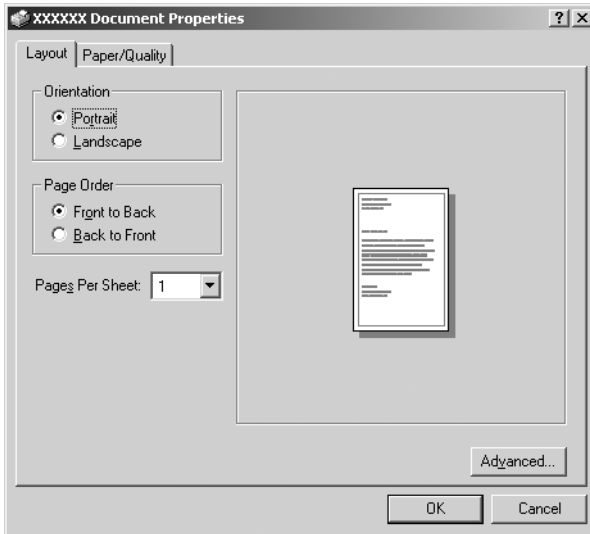 XXXXXX Document Properties
Layout Paper/Quality
Orientation
Portrait
Landscape
Page Order
Front to Back
Back to Front
Pages Per Sheet: 1
Advanced...
OK Cancel